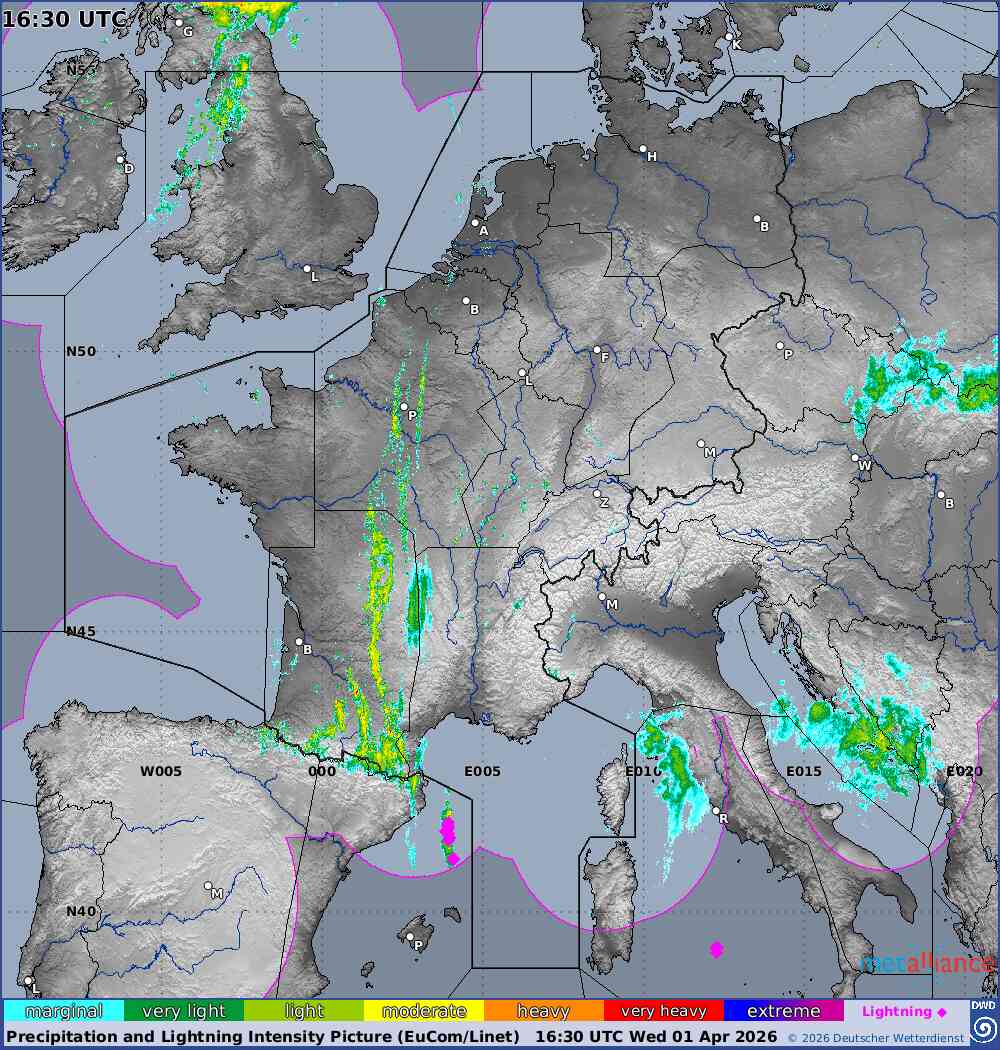 16:30 UTC
G
K
N55
D
H
A
B
L
B
N50
P
F
L
P
M
W
Z
B
M
N45
B
W005
000
E005
E010
E015
E020
R
M
N40
P
L
metalliance
marginal
very light
light
moderate
heavy
very heavy
extreme
Lightning ◆
DWD
Precipitation and Lightning Intensity Picture (EuCom/Linet) 16:30 UTC Wed 01 Apr 2026 © 2026 Deutscher Wetterdienst